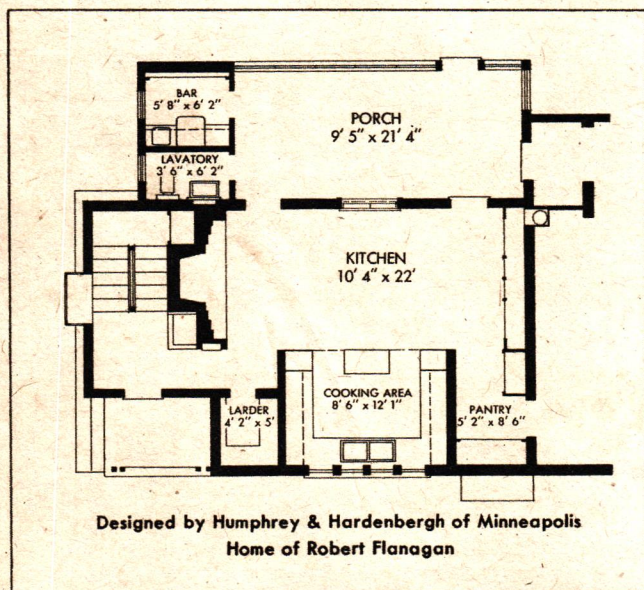 BAR
5' 8" x 6' 2"
PORCH
9' 5" x 21' 4"
LAVATORY
3' 6" x 6' 2"
KITCHEN
10' 4" x 22'
COOKING AREA
8' 6" x 12' 1"
LARDER
4' 2" x 5'
PANTRY
5' 2" x 8' 6"
Designed by Humphrey & Hardenbergh of Minneapolis
Home of Robert Flanagan